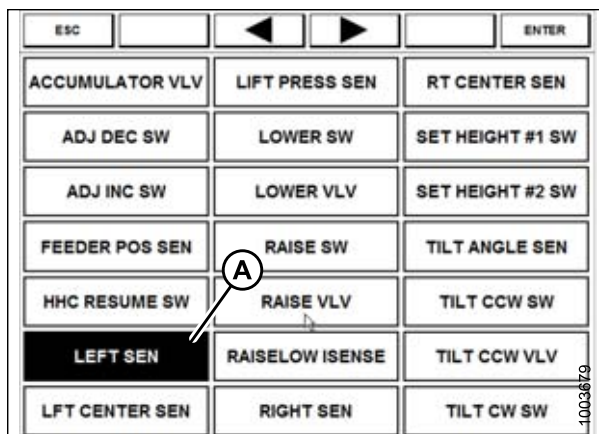 ESC ENTER
ACCUMULATOR VLV LIFT PRESS SEN RT CENTER SEN
ADJ DEC SW LOWER SW SET HEIGHT #1 SW
ADJ INC SW LOWER VLV SET HEIGHT #2 SW
FEEDER POS SEN RAISE SW TILT ANGLE SEN
A
HHC RESUME SW RAISE VLV TILT CCW SW
LEFT SEN RAISELOW ISENSE TILT CCW VLV
LFT CENTER SEN RIGHT SEN TILT CW SW
1003679